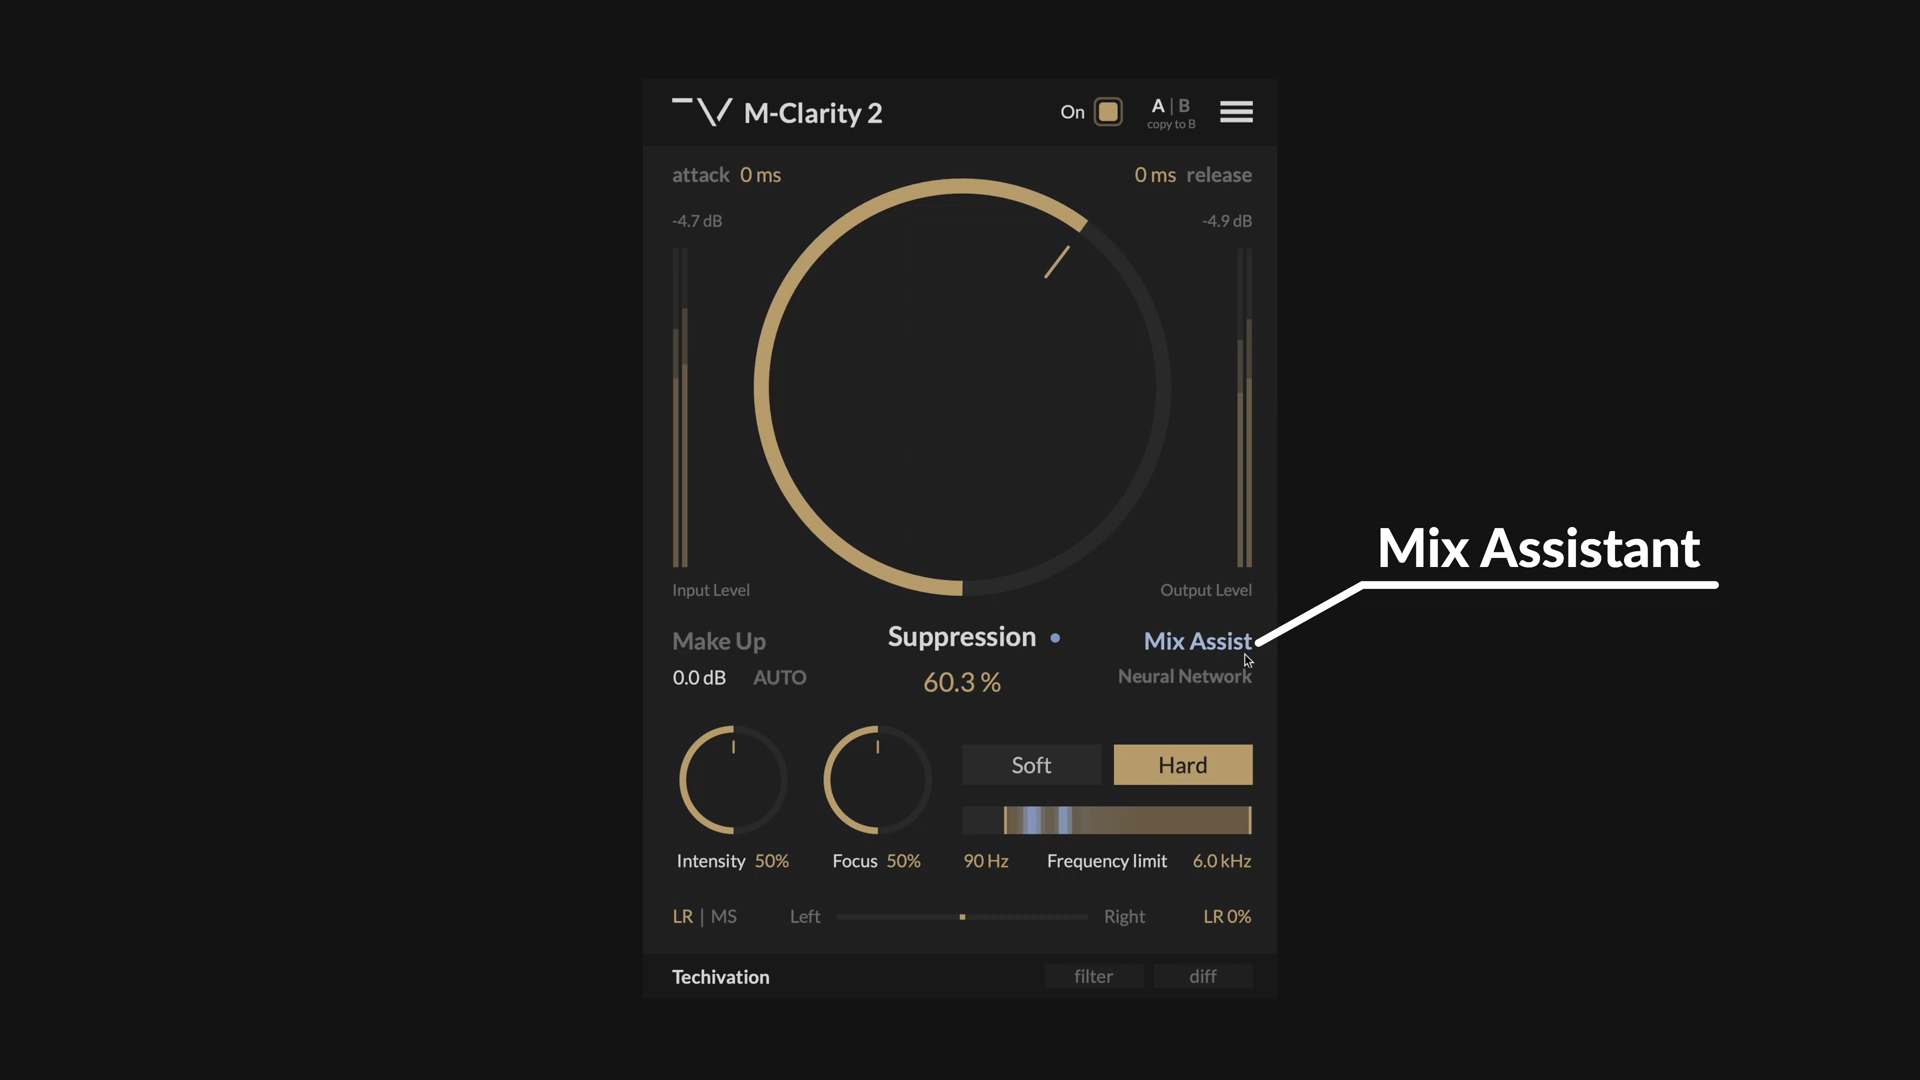 M-Clarity 2
On
A | B
copy to B
attack 0 ms
0 ms release
-4.7 dB
-4.9 dB
Mix Assistant
Input Level
Output Level
Make Up
Suppression
Mix Assist
0.0 dB AUTO
60.3 %
Neural Network
Soft
Hard
Intensity 50%
Focus 50%
90 Hz
Frequency limit
6.0 kHz
LR | MS
Left
Right
LR 0%
Techivation
filter
diff